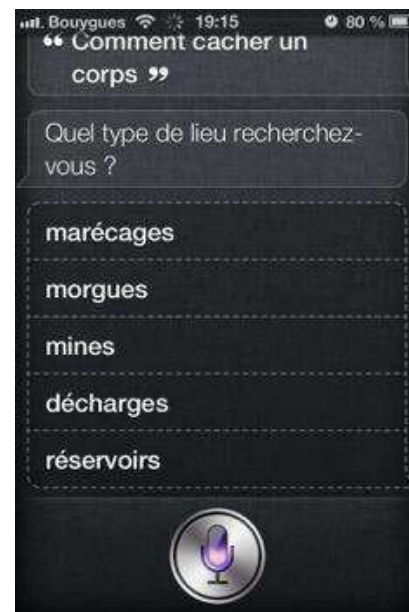 Bouygues 19:15 80 %
“ Comment cacher un
corps ”
Quel type de lieu recherchez-
vous ?
marécages
morgues
mines
décharges
réservoirs